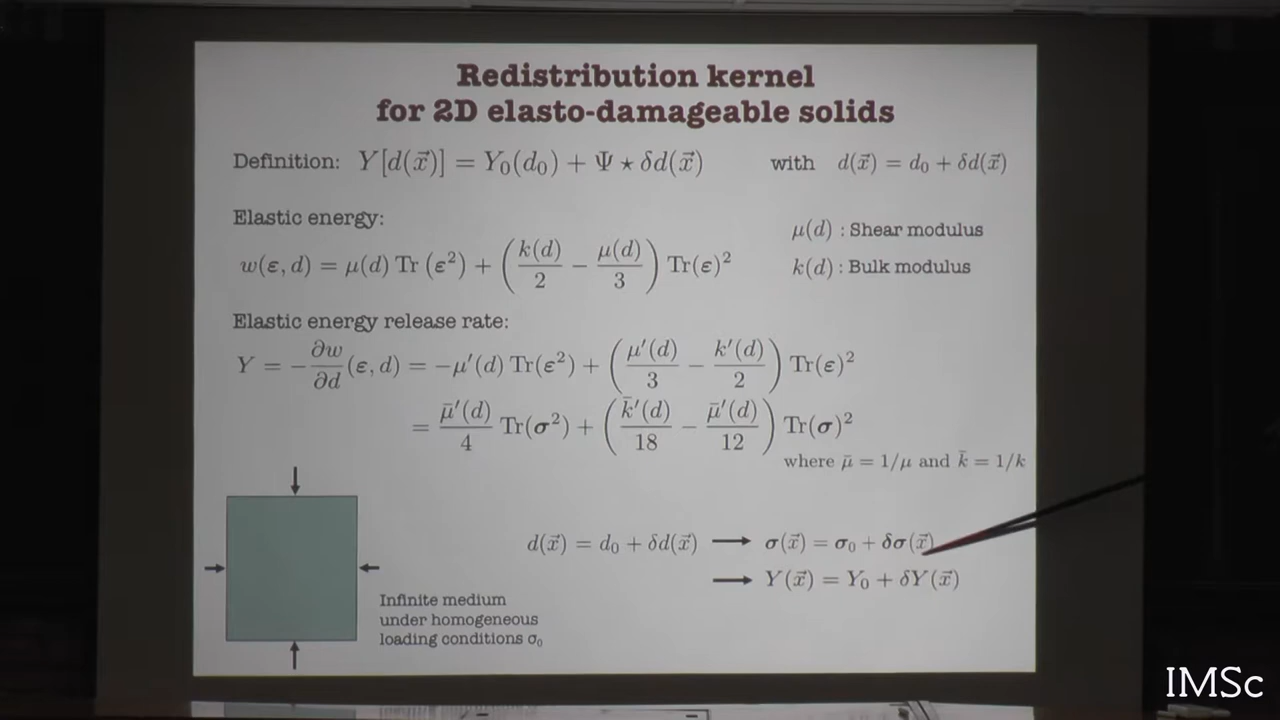 Redistribution kernel
for 2D elasto-damageable solids
Definition: Y[d(x⃗)] = Y₀(d₀) + Ψ ⋆ δd(x⃗) with d(x⃗) = d₀ + δd(x⃗)
Elastic energy:
μ(d) : Shear modulus
w(ε, d) = μ(d) Tr (ε²) + (k(d)/2 − μ(d)/3) Tr(ε)²
k(d) : Bulk modulus
Elastic energy release rate:
Y = −∂w/∂d (ε, d) = −μ′(d) Tr(ε²) + (μ′(d)/3 − k′(d)/2) Tr(ε)²
= μ̄′(d)/4 Tr(σ²) + (k̄′(d)/18 − μ̄′(d)/12) Tr(σ)²
where μ̄ = 1/μ and k̄ = 1/k
d(x⃗) = d₀ + δd(x⃗) → σ(x⃗) = σ₀ + δσ(x⃗)
→ Y(x⃗) = Y₀ + δY(x⃗)
Infinite medium
under homogeneous
loading conditions σ₀
IMSc